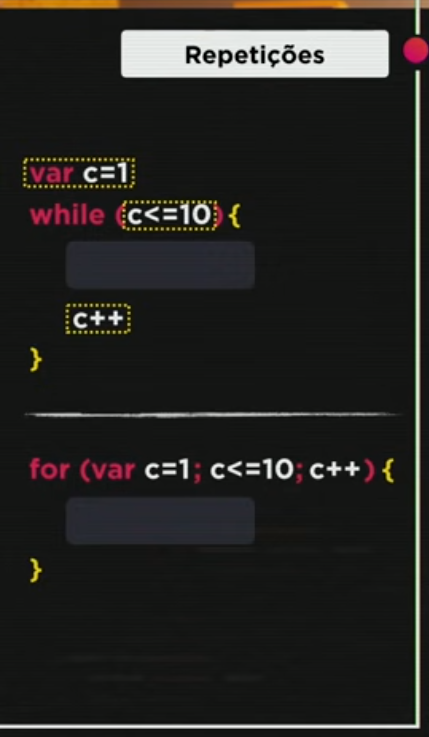 Repetições
var c=1
while (c<=10) {
c++
}
for (var c=1; c<=10; c++) {
}